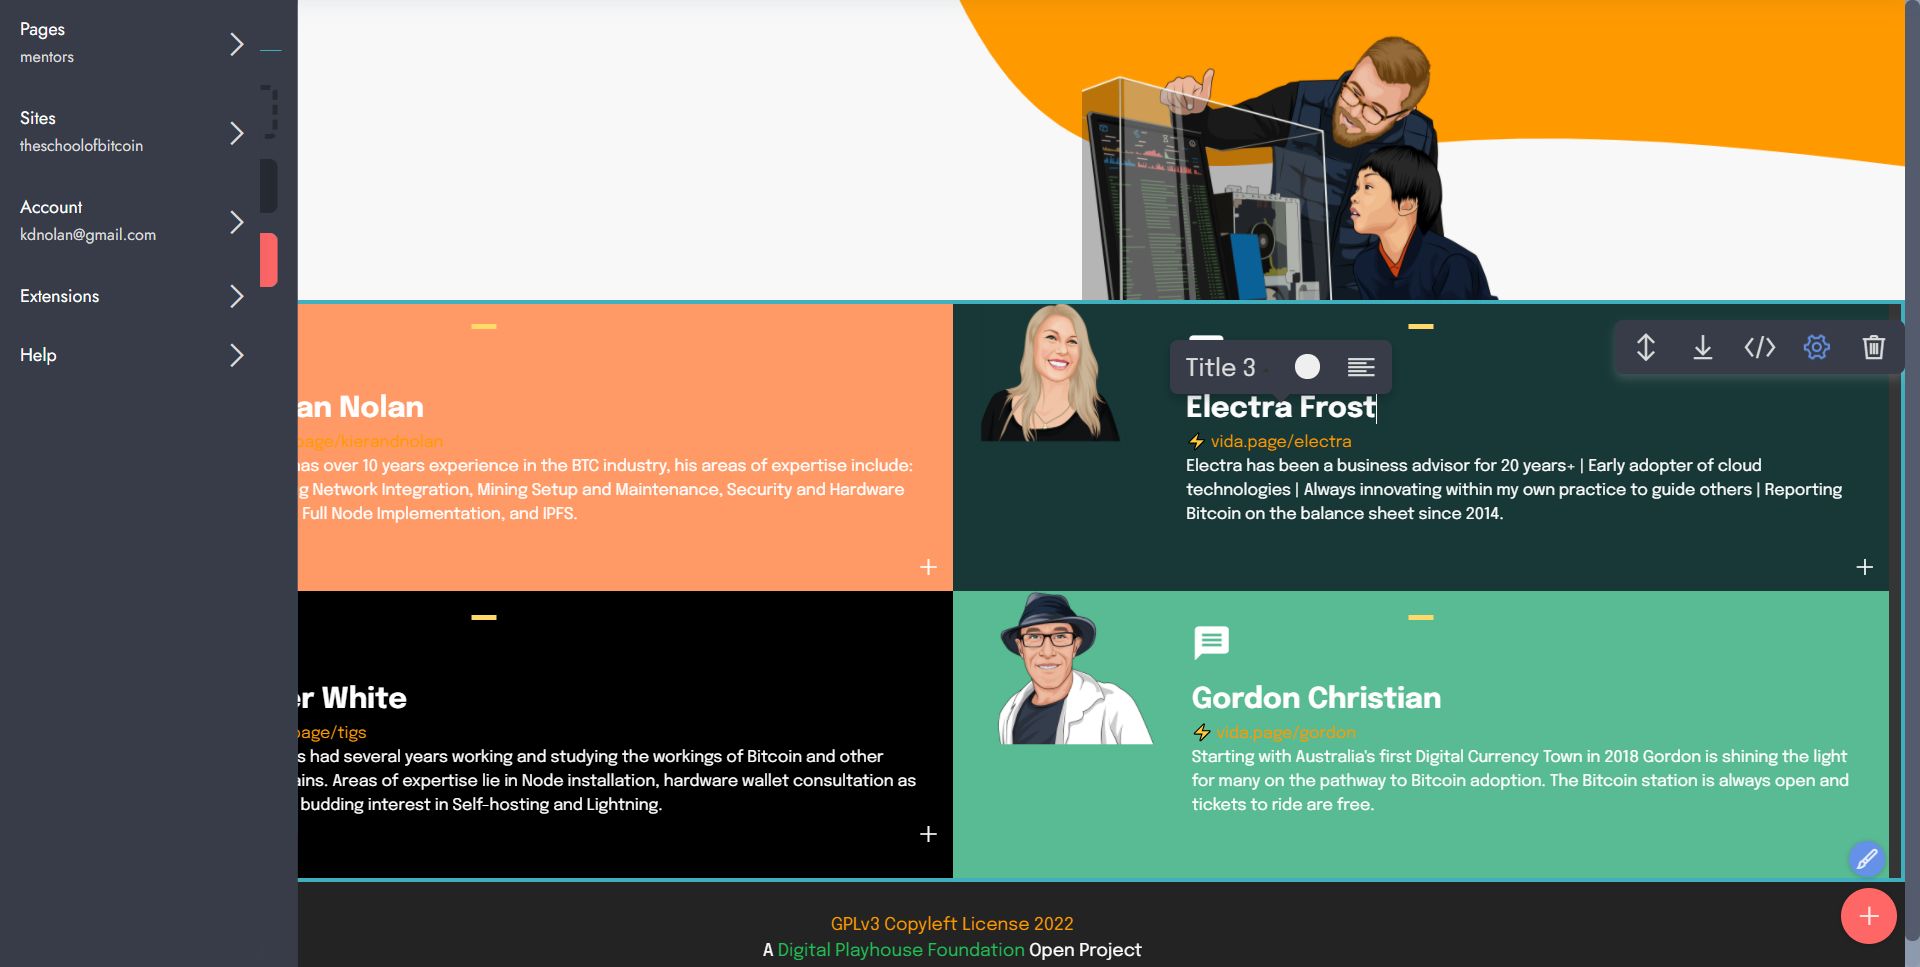 Pages
mentors
Sites
theschoolofbitcoin
Account
kdnolan@gmail.com
Extensions
Help
an Nolan
page/kierandnolan
has over 10 years experience in the BTC industry, his areas of expertise include:
g Network Integration, Mining Setup and Maintenance, Security and Hardware
Full Node Implementation, and IPFS.
Title 3
Electra Frost
⚡ vida.page/electra
Electra has been a business advisor for 20 years+ | Early adopter of cloud
technologies | Always innovating within my own practice to guide others | Reporting
Bitcoin on the balance sheet since 2014.
er White
page/tigs
s had several years working and studying the workings of Bitcoin and other
ains. Areas of expertise lie in Node installation, hardware wallet consultation as
budding interest in Self-hosting and Lightning.
Gordon Christian
⚡ vida.page/gordon
Starting with Australia's first Digital Currency Town in 2018 Gordon is shining the light
for many on the pathway to Bitcoin adoption. The Bitcoin station is always open and
tickets to ride are free.
GPLv3 Copyleft License 2022
A Digital Playhouse Foundation Open Project